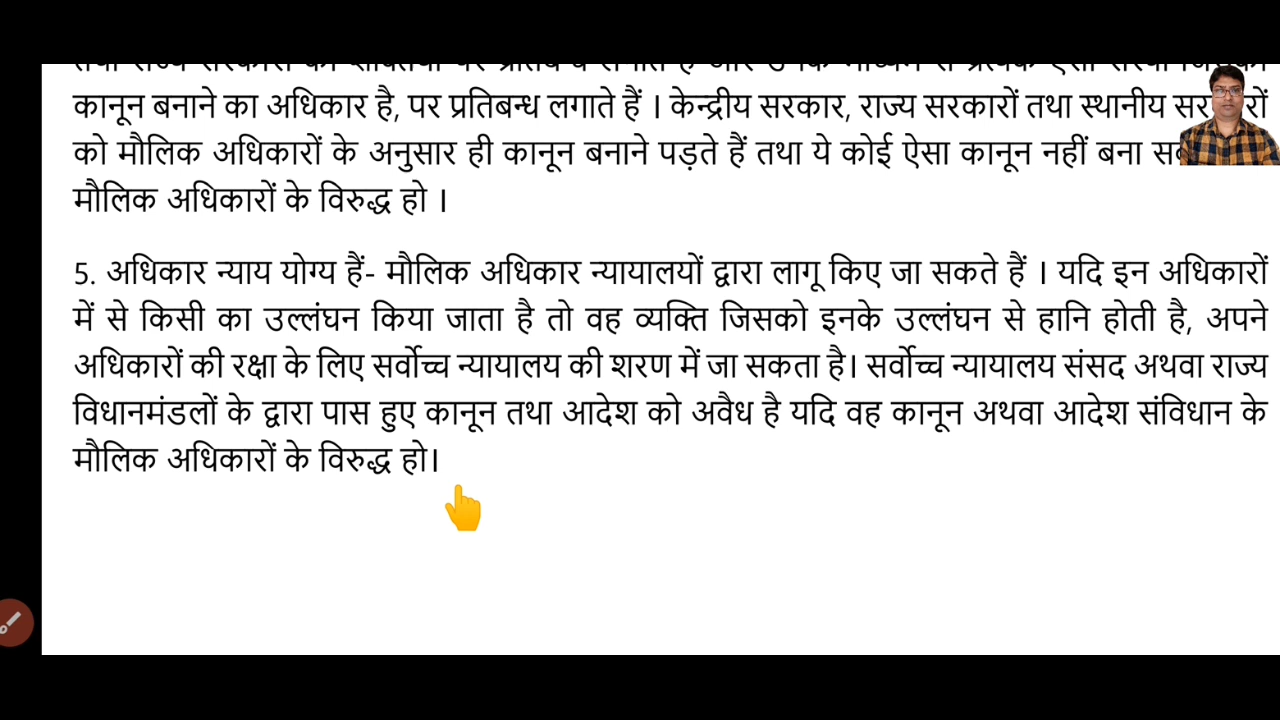 कानून बनाने का अधिकार है, पर प्रतिबन्ध लगाते हैं । केन्द्रीय सरकार, राज्य सरकारों तथा स्थानीय
को मौलिक अधिकारों के अनुसार ही कानून बनाने पड़ते हैं तथा ये कोई ऐसा कानून नहीं बना
मौलिक अधिकारों के विरुद्ध हो ।
5. अधिकार न्याय योग्य हैं- मौलिक अधिकार न्यायालयों द्वारा लागू किए जा सकते हैं । यदि इन अधिकारों
में से किसी का उल्लंघन किया जाता है तो वह व्यक्ति जिसको इनके उल्लंघन से हानि होती है, अपने
अधिकारों की रक्षा के लिए सर्वोच्च न्यायालय की शरण में जा सकता है। सर्वोच्च न्यायालय संसद अथवा राज्य
विधानमंडलों के द्वारा पास हुए कानून तथा आदेश को अवैध है यदि वह कानून अथवा आदेश संविधान के
मौलिक अधिकारों के विरुद्ध हो।